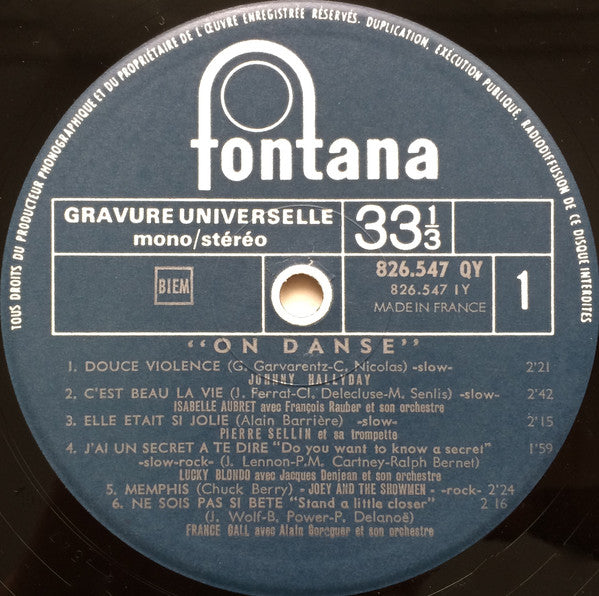 TOUS DROITS DU PRODUCTEUR PHONOGRAPHIQUE ET DU PROPRIÉTAIRE DE L'ŒUVRE ENREGISTRÉE RÉSERVÉS. DUPLICATION, EXÉCUTION PUBLIQUE, RADIODIFFUSION DE CE DISQUE INTERDITES
fontana
GRAVURE UNIVERSELLE
mono/stéréo
33 1/3
BIEM
826.547 QY
826.547 IY
MADE IN FRANCE
1
"ON DANSE"
1. DOUCE VIOLENCE (G. Garvarentz-C. Nicolas) -slow- 2'21
JOHNNY HALLYDAY
2. C'EST BEAU LA VIE (J. Ferrat-Cl. Delecluse-M. Senlis) -slow- 2'42
ISABELLE AUBRET avec François Rauber et son orchestre
3. ELLE ETAIT SI JOLIE (Alain Barrière) -slow- 2'15
PIERRE SELLIN et sa trompette
4. J'AI UN SECRET A TE DIRE "Do you want to know a secret" 1'59
-slow-rock- (J. Lennon-P.M. Cartney-Ralph Bernet)
LUCKY BLONDO avec Jacques Denjean et son orchestre
5. MEMPHIS (Chuck Berry) - JOEY AND THE SHOWMEN - -rock- 2'24
6. NE SOIS PAS SI BETE "Stand a little closer" 2 16
(J. Wolf-B. Power-P. Delanoë)
FRANCE GALL avec Alain Goraguer et son orchestre